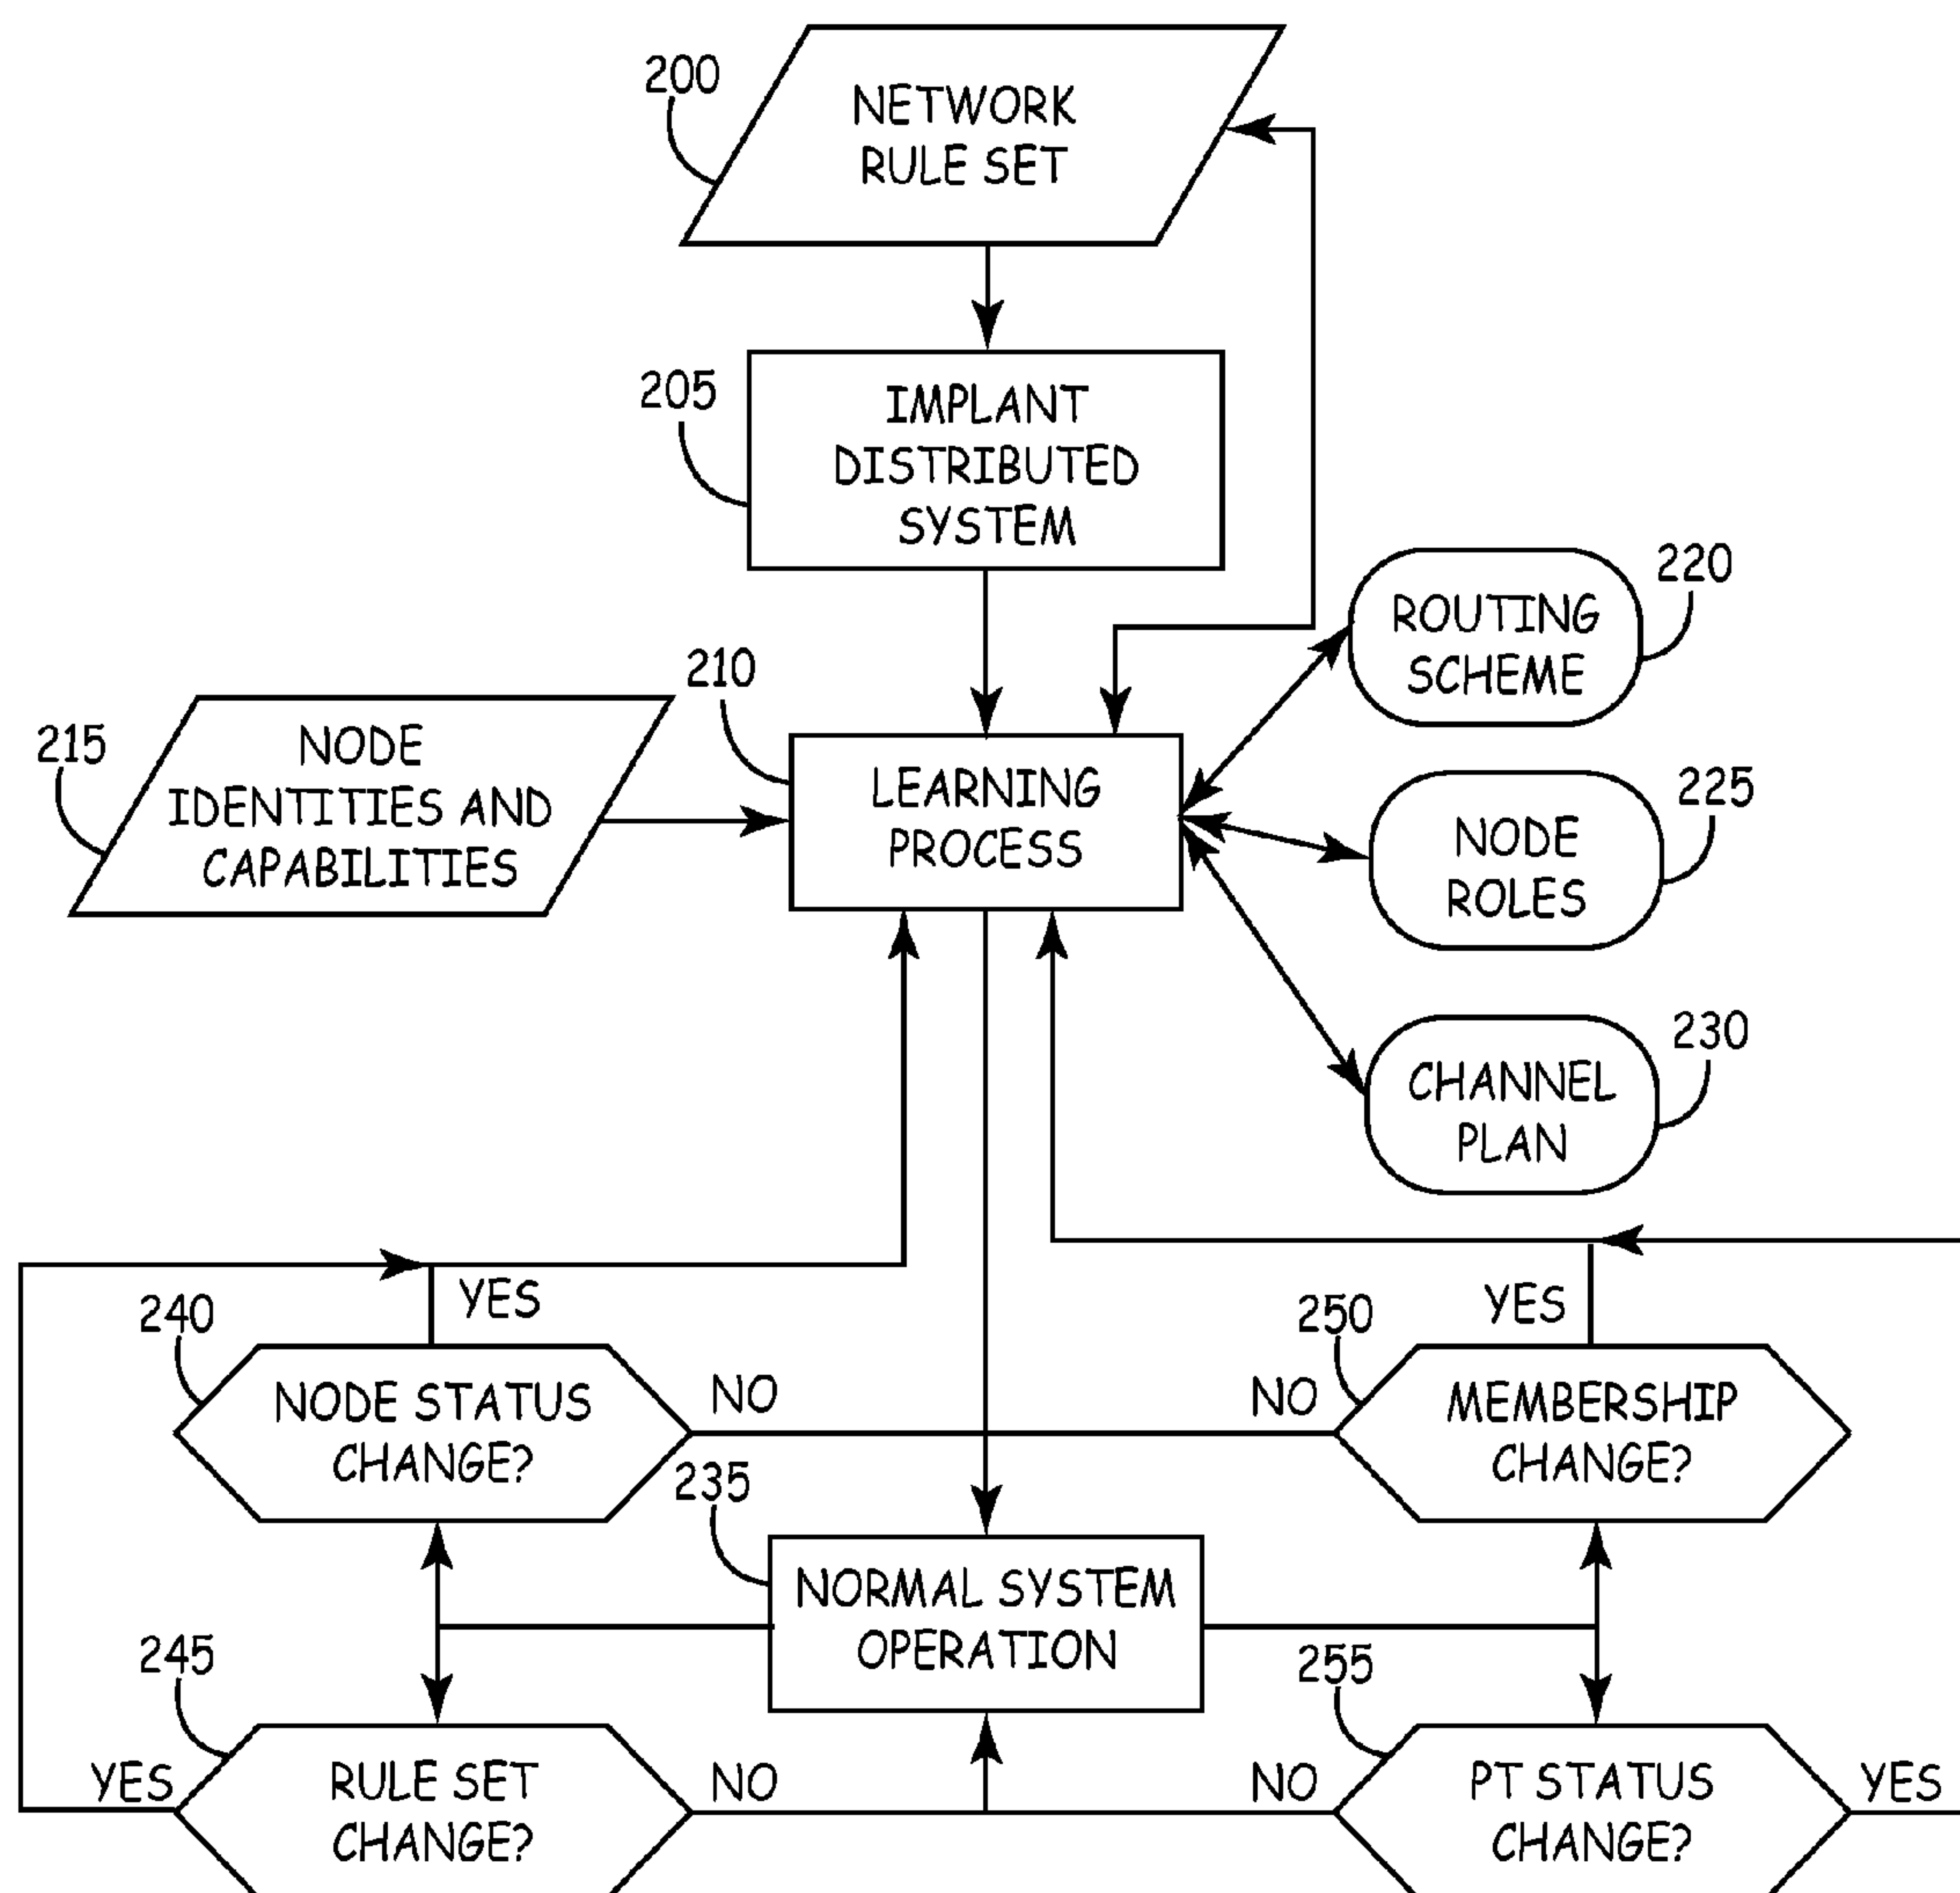 200
NETWORK
RULE SET
205
IMPLANT
DISTRIBUTED
SYSTEM
210
LEARNING
PROCESS
215
NODE
IDENTITIES AND
CAPABILITIES
220
ROUTING
SCHEME
225
NODE
ROLES
230
CHANNEL
PLAN
YES
240
NODE STATUS
CHANGE?
NO
YES
250
NO
MEMBERSHIP
CHANGE?
235
NORMAL SYSTEM
OPERATION
245
YES
RULE SET
CHANGE?
NO
255
NO
PT STATUS
CHANGE?
YES